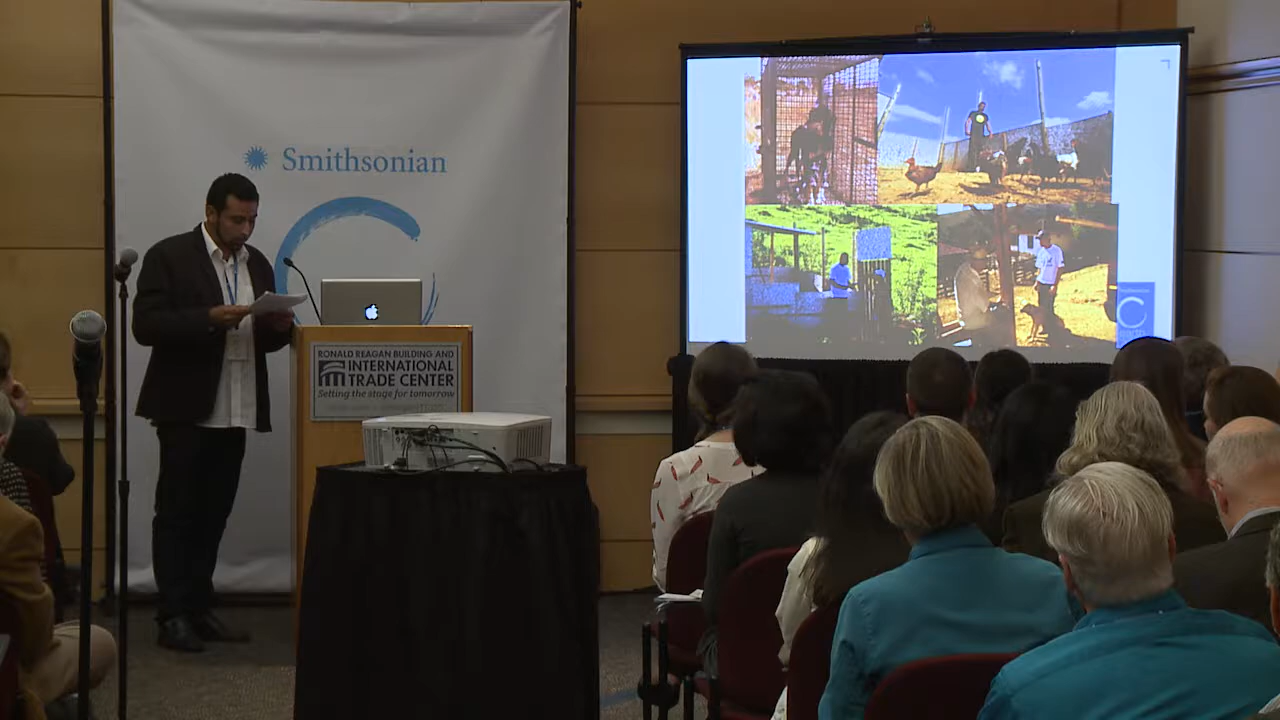 Smithsonian
RONALD REAGAN BUILDING AND
INTERNATIONAL
TRADE CENTER
Setting the stage for tomorrow